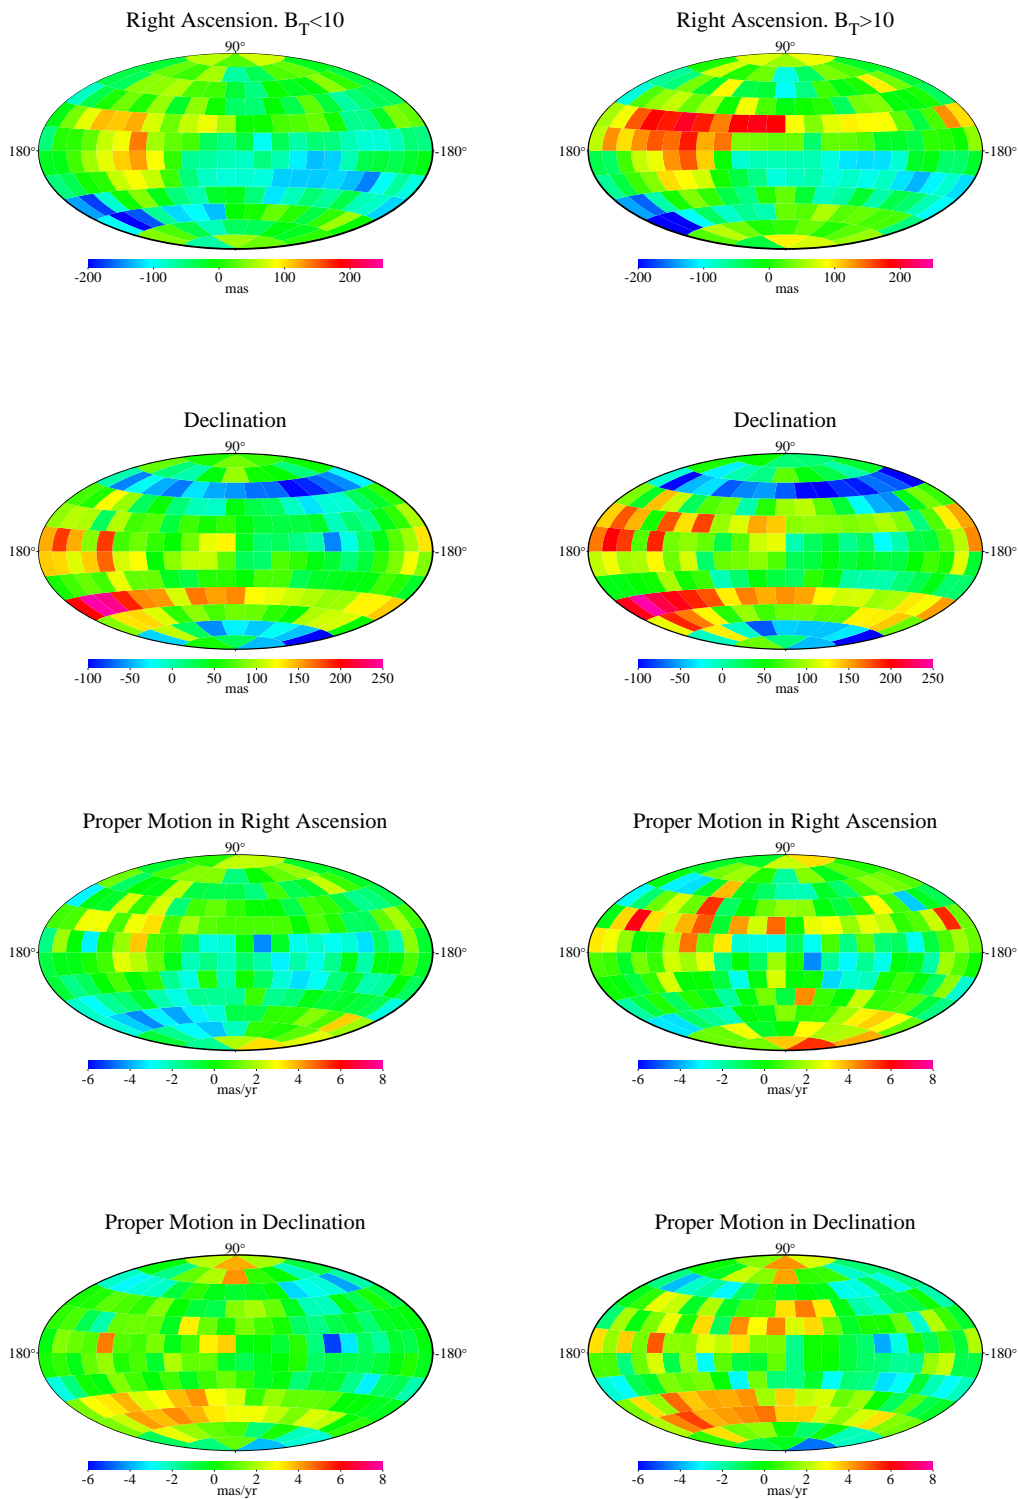 Right Ascension. B_T<10 Right Ascension. B_T>10
90° 90°
180° -180° 180° -180°
-200 -100 0 100 200 -200 -100 0 100 200
mas mas
Declination Declination
90° 90°
180° -180° 180° -180°
-100 -50 0 50 100 150 200 250 -100 -50 0 50 100 150 200 250
mas mas
Proper Motion in Right Ascension Proper Motion in Right Ascension
90° 90°
180° -180° 180° -180°
-6 -4 -2 0 2 4 6 8 -6 -4 -2 0 2 4 6 8
mas/yr mas/yr
Proper Motion in Declination Proper Motion in Declination
90° 90°
180° -180° 180° -180°
-6 -4 -2 0 2 4 6 8 -6 -4 -2 0 2 4 6 8
mas/yr mas/yr